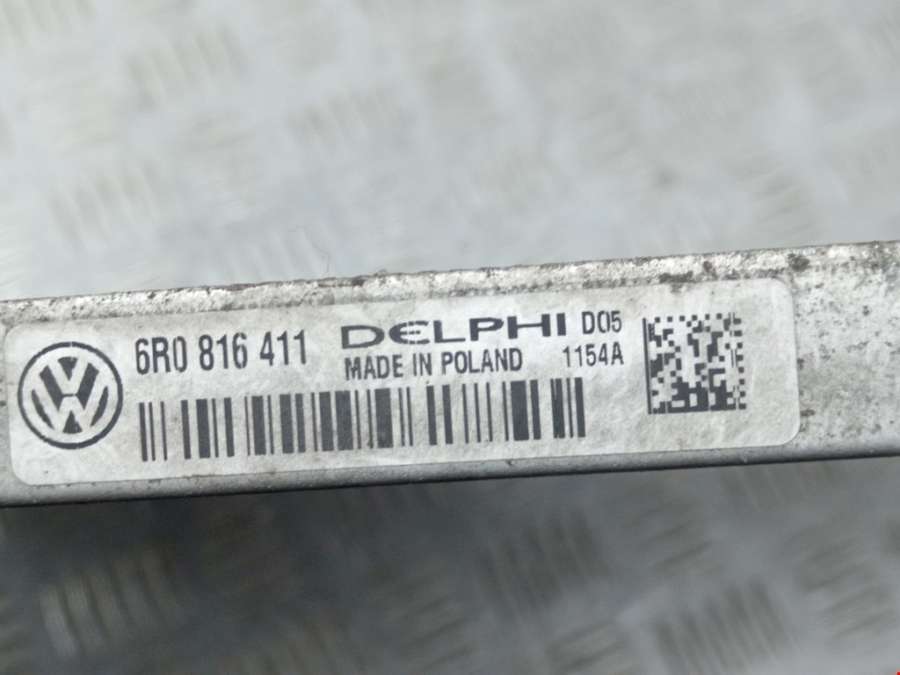 6R0 816 411 DELPHI D05
MADE IN POLAND 1154A